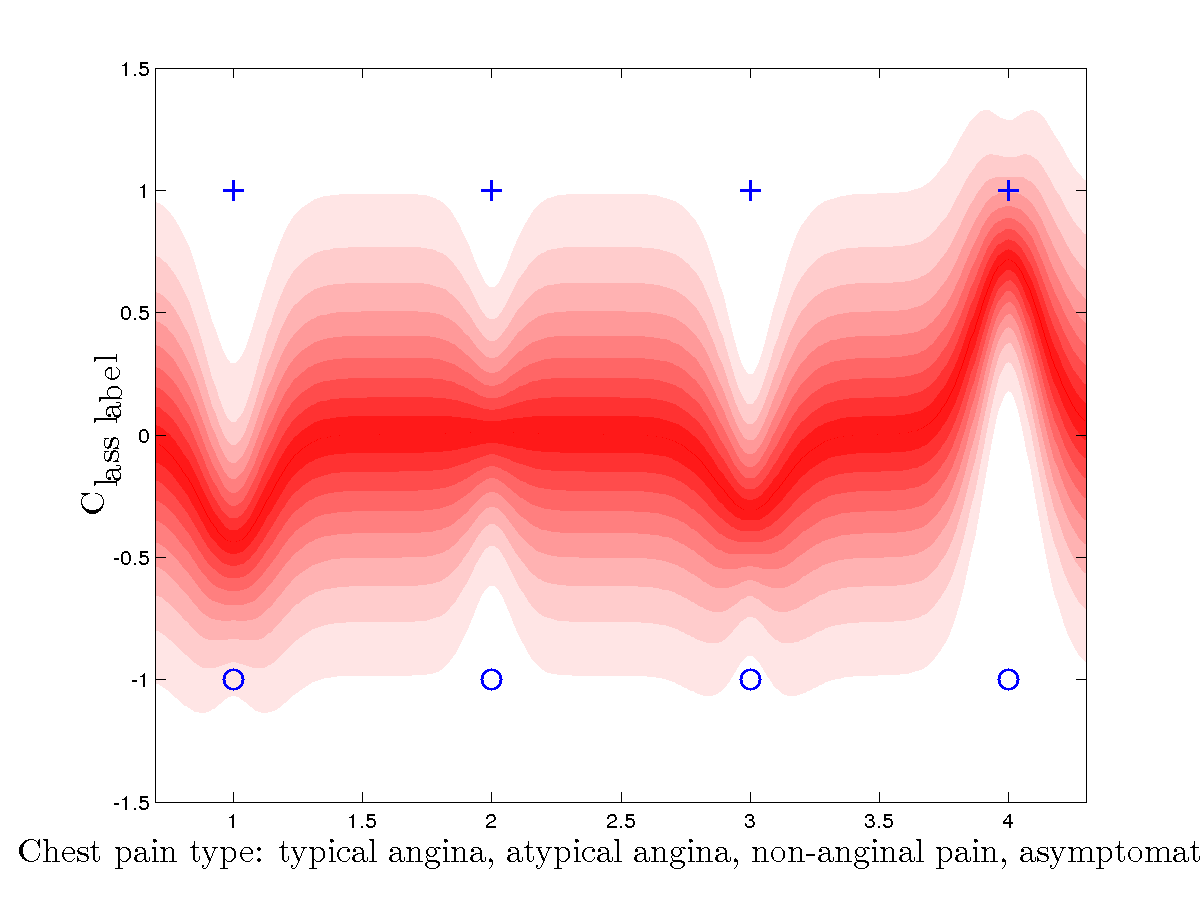 1.5
1
0.5
0
-0.5
-1
-1.5
Class label
1 1.5 2 2.5 3 3.5 4
Chest pain type: typical angina, atypical angina, non-anginal pain, asymptomat